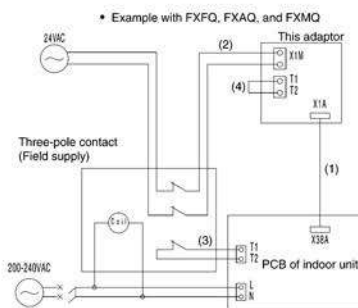 • Example with FXFQ, FXAQ, and FXMQ
24VAC
This adaptor
(2)
X1M
(4)
T1
T2
X1A
Three-pole contact
(Field supply)
(1)
Coil
(3)
T1
T2
X38A
PCB of indoor unit
200-240VAC
L
N